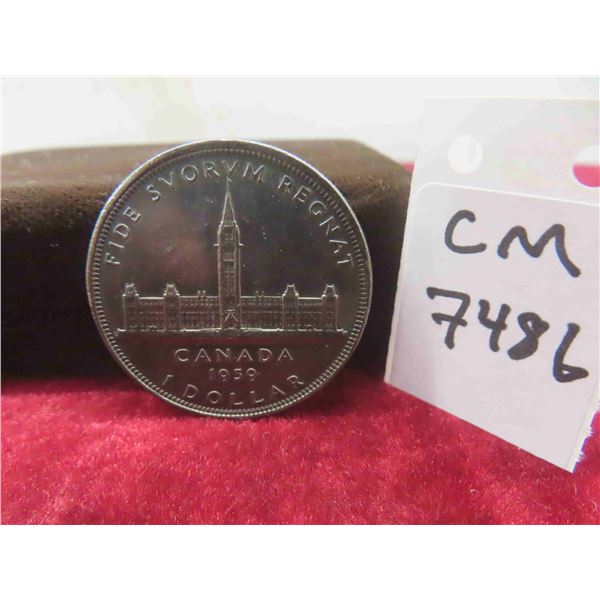 FIDE SVORVM REGNAT
CANADA
1939
1 DOLLAR
CM
7486